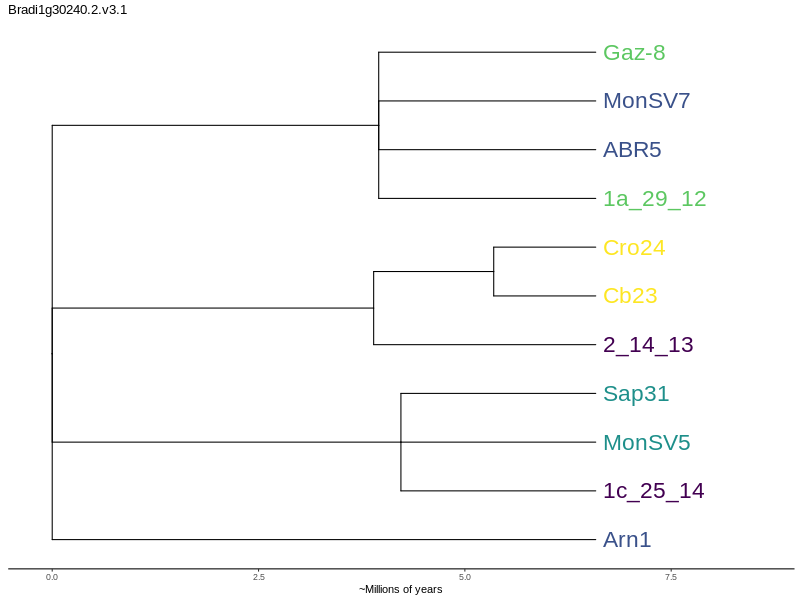 Bradi1g30240.2.v3.1
Gaz-8
MonSV7
ABR5
1a_29_12
Cro24
Cb23
2_14_13
Sap31
MonSV5
1c_25_14
Arn1
0.0 2.5 5.0 7.5
~Millions of years